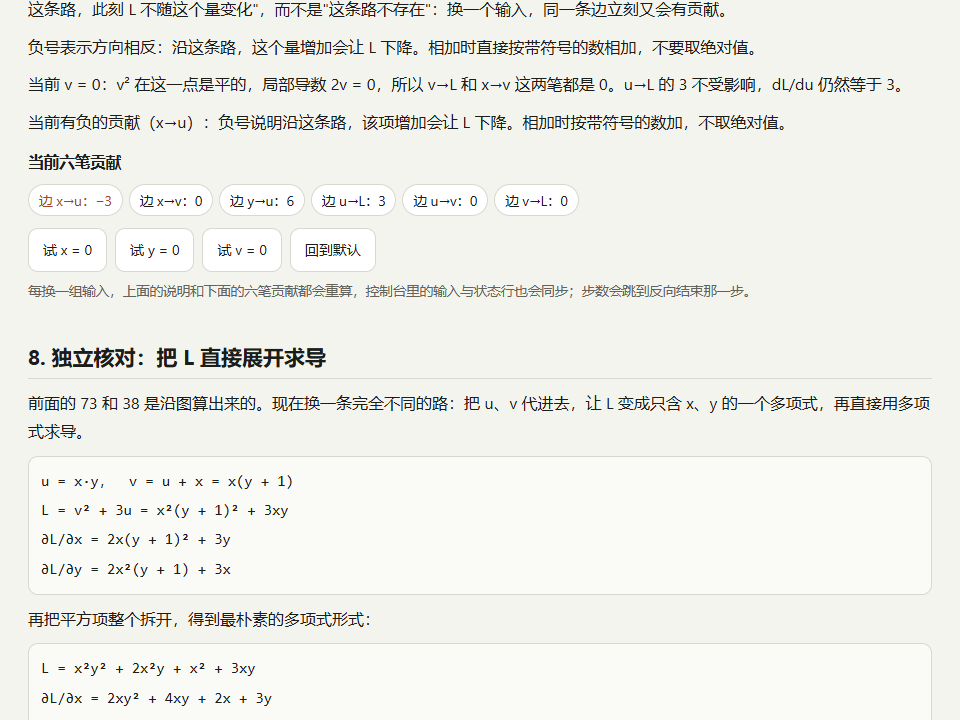 这条路，此刻 L 不随这个量变化"，而不是"这条路不存在"：换一个输入，同一条边立刻又会有贡献。
负号表示方向相反：沿这条路，这个量增加会让 L 下降。相加时直接按带符号的数相加，不要取绝对值。
当前 v = 0：v² 在这一点是平的，局部导数 2v = 0，所以 v→L 和 x→v 这两笔都是 0。u→L 的 3 不受影响，dL/du 仍然等于 3。
当前有负的贡献（x→u）：负号说明沿这条路，该项增加会让 L 下降。相加时按带符号的数加，不取绝对值。
当前六笔贡献
边 x→u：−3 边 x→v：0 边 y→u：6 边 u→L：3 边 u→v：0 边 v→L：0
试 x = 0 试 y = 0 试 v = 0 回到默认
每换一组输入，上面的说明和下面的六笔贡献都会重算，控制台里的输入与状态行也会同步；步数会跳到反向结束那一步。
8. 独立核对：把 L 直接展开求导
前面的 73 和 38 是沿图算出来的。现在换一条完全不同的路：把 u、v 代进去，让 L 变成只含 x、y 的一个多项式，再直接用多项
式求导。
u = x·y,   v = u + x = x(y + 1)
L = v² + 3u = x²(y + 1)² + 3xy
∂L/∂x = 2x(y + 1)² + 3y
∂L/∂y = 2x²(y + 1) + 3x
再把平方项整个拆开，得到最朴素的多项式形式：
L = x²y² + 2x²y + x² + 3xy
∂L/∂x = 2xy² + 4xy + 2x + 3y